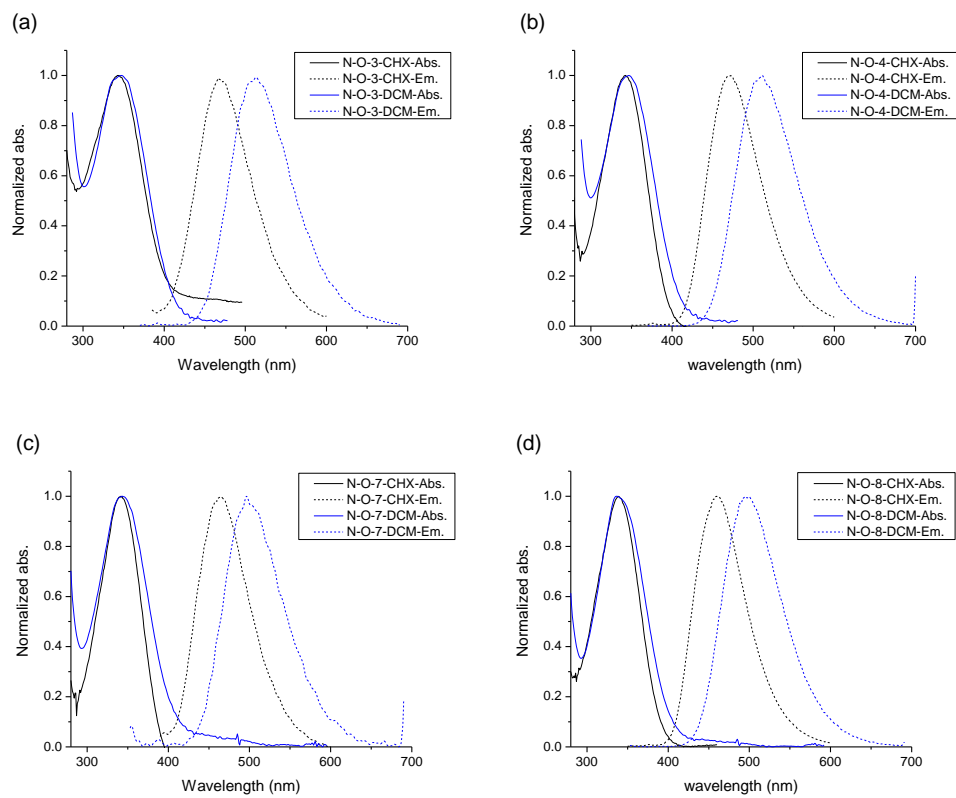 (a)
N-O-3-CHX-Abs.
N-O-3-CHX-Em.
N-O-3-DCM-Abs.
N-O-3-DCM-Em.
Normalized abs.
1.0
0.8
0.6
0.4
0.2
0.0
300 400 500 600 700
Wavelength (nm)
(b)
N-O-4-CHX-Abs.
N-O-4-CHX-Em.
N-O-4-DCM-Abs.
N-O-4-DCM-Em.
Normalized abs.
1.0
0.8
0.6
0.4
0.2
0.0
300 400 500 600 700
wavelength (nm)
(c)
N-O-7-CHX-Abs.
N-O-7-CHX-Em.
N-O-7-DCM-Abs.
N-O-7-DCM-Em.
Normalized abs.
1.0
0.8
0.6
0.4
0.2
0.0
300 400 500 600 700
Wavelength (nm)
(d)
N-O-8-CHX-Abs.
N-O-8-CHX-Em.
N-O-8-DCM-Abs.
N-O-8-DCM-Em.
Normalized abs.
1.0
0.8
0.6
0.4
0.2
0.0
300 400 500 600 700
wavelength (nm)